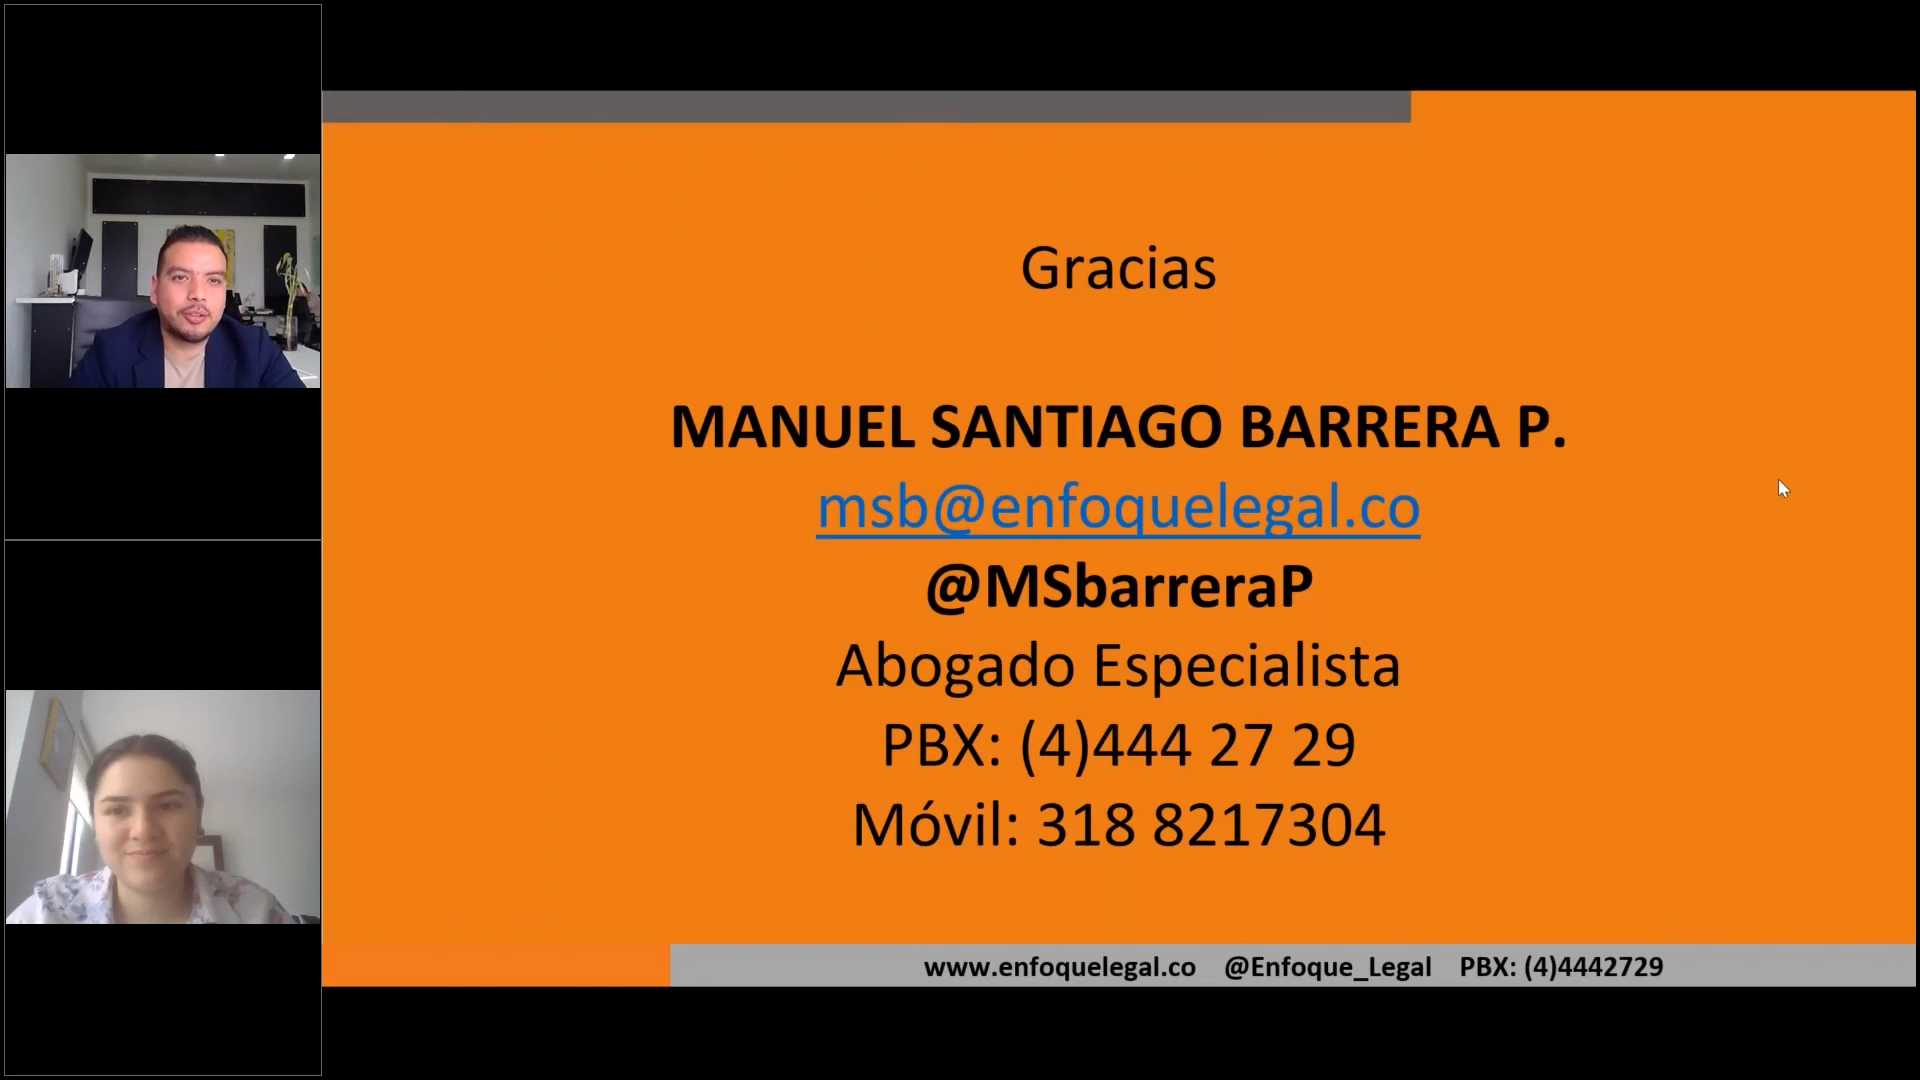 Gracias
MANUEL SANTIAGO BARRERA P.
msb@enfoquelegal.co
@MSbarreraP
Abogado Especialista
PBX: (4)444 27 29
Móvil: 318 8217304
www.enfoquelegal.co @Enfoque_Legal PBX: (4)4442729